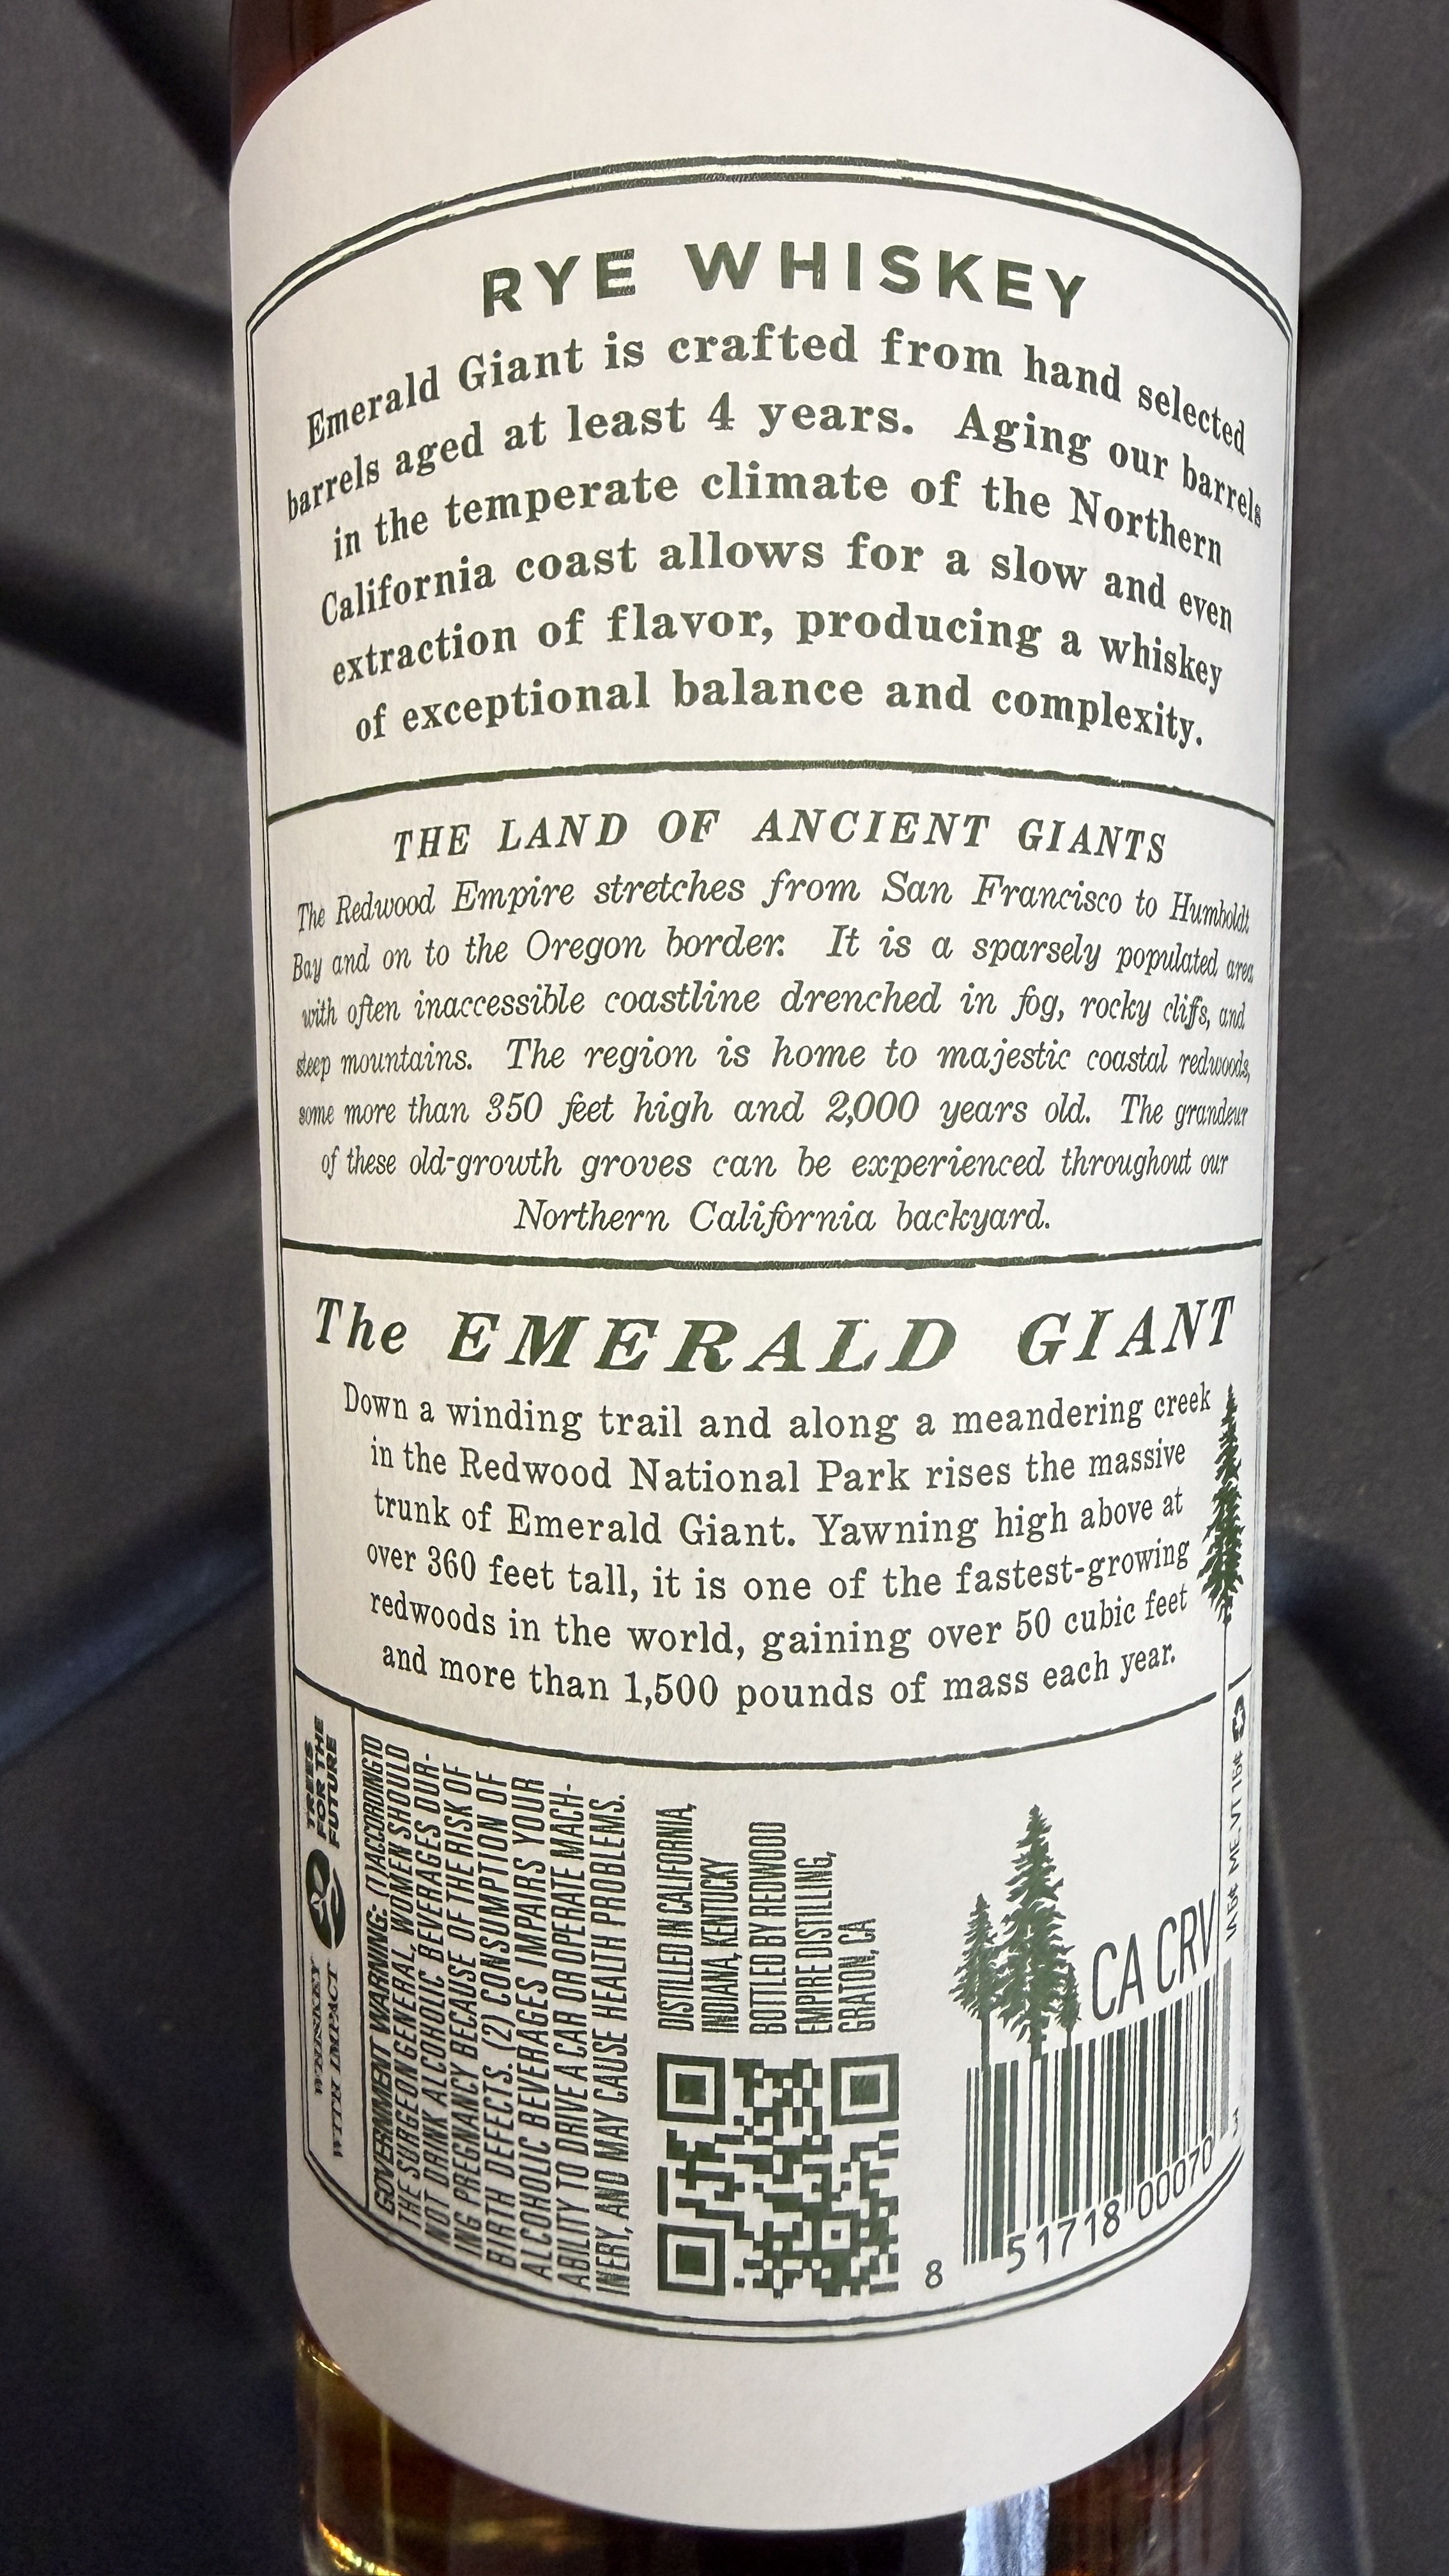 RYE WHISKEY
Emerald Giant is crafted from hand selected
barrels aged at least 4 years. Aging our barrels
in the temperate climate of the Northern
California coast allows for a slow and even
extraction of flavor, producing a whiskey
of exceptional balance and complexity.
THE LAND OF ANCIENT GIANTS
The Redwood Empire stretches from San Francisco to Humboldt
Bay and on to the Oregon border. It is a sparsely populated area
with often inaccessible coastline drenched in fog, rocky cliffs, and
steep mountains. The region is home to majestic coastal redwoods,
some more than 350 feet high and 2,000 years old. The grandeur
of these old-growth groves can be experienced throughout our
Northern California backyard.
The EMERALD GIANT
Down a winding trail and along a meandering creek
in the Redwood National Park rises the massive
trunk of Emerald Giant. Yawning high above at
over 360 feet tall, it is one of the fastest-growing
redwoods in the world, gaining over 50 cubic feet
and more than 1,500 pounds of mass each year.
TREES
FOR THE
FUTURE
WHISKEY
WITH IMPACT
GOVERNMENT WARNING: (1) ACCORDING TO
THE SURGEON GENERAL, WOMEN SHOULD
NOT DRINK ALCOHOLIC BEVERAGES DUR-
ING PREGNANCY BECAUSE OF THE RISK OF
BIRTH DEFECTS. (2) CONSUMPTION OF
ALCOHOLIC BEVERAGES IMPAIRS YOUR
ABILITY TO DRIVE A CAR OR OPERATE MACH-
INERY, AND MAY CAUSE HEALTH PROBLEMS.
DISTILLED IN CALIFORNIA,
INDIANA, KENTUCKY
BOTTLED BY REDWOOD
EMPIRE DISTILLING,
GRATON, CA
CA CRV
IA 5¢ ME, VT 15¢
8 51718 00070